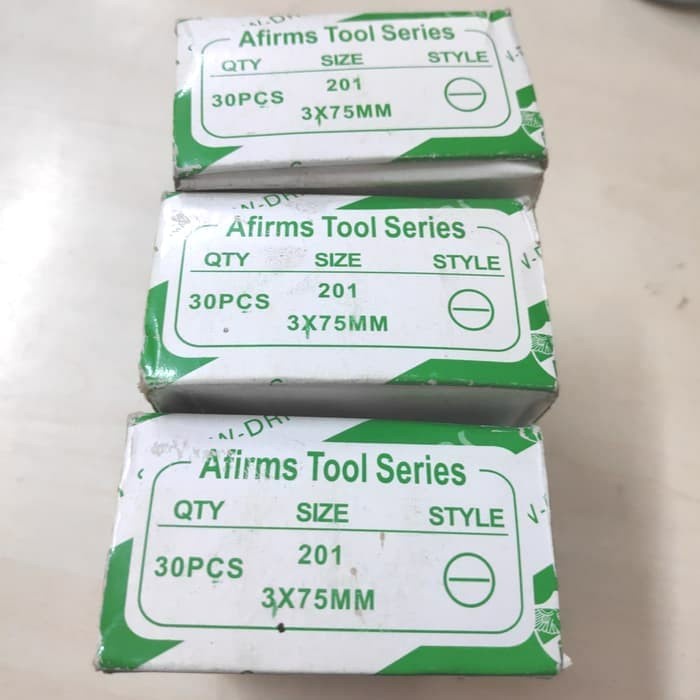 Afirms Tool Series
QTY SIZE STYLE
30PCS 201
3X75MM
Afirms Tool Series
QTY SIZE STYLE
30PCS 201
3X75MM
Afirms Tool Series
QTY SIZE STYLE
30PCS 201
3X75MM